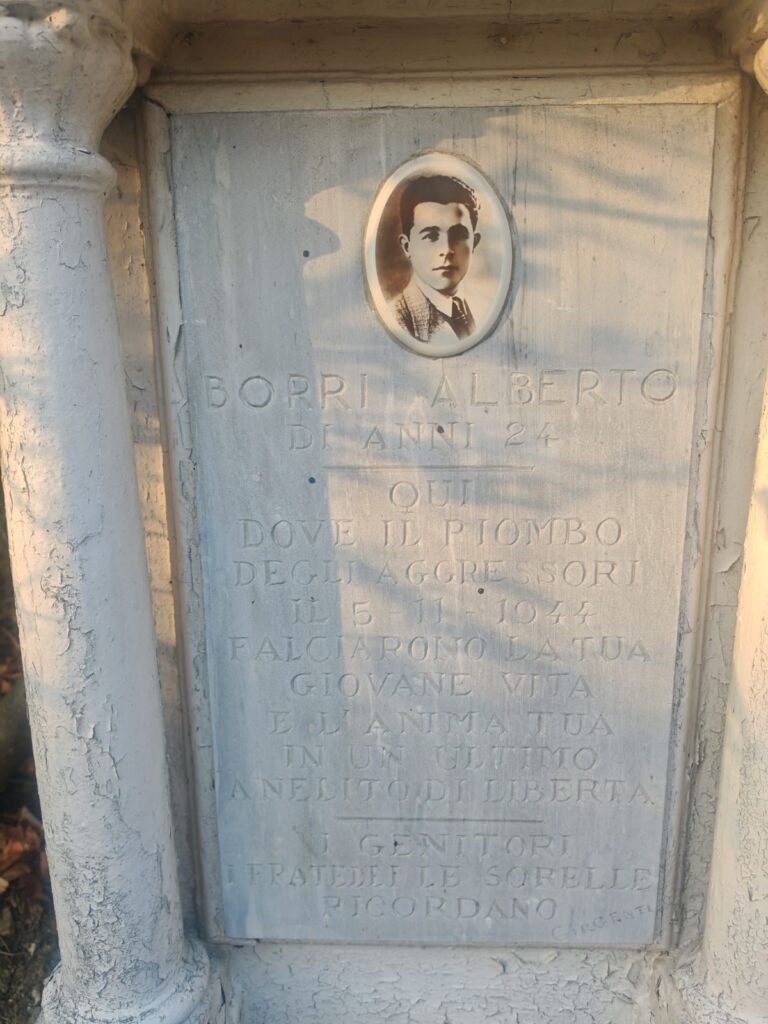 BORRI ALBERTO
DI ANNI 24
QUI
DOVE IL PIOMBO
DEGLI AGGRESSORI
IL 5-11-1944
FALCIARONO LA TUA
GIOVANE VITA
E L'ANIMA TUA
IN UN ULTIMO
ANELITO DI LIBERTA
I GENITORI
I FRATELLI LE SORELLE
RICORDANO